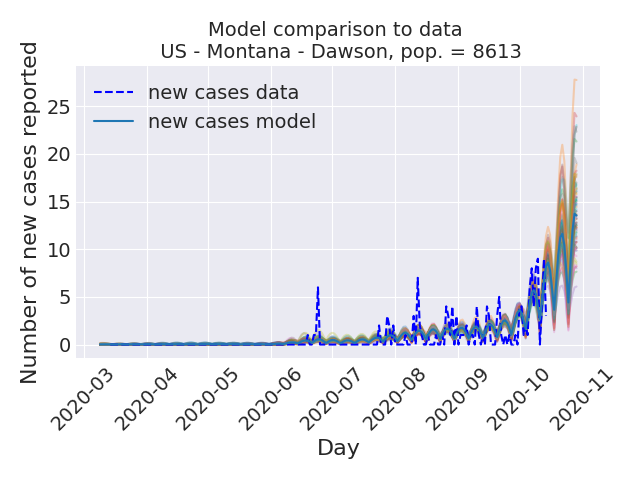 Model comparison to data
US - Montana - Dawson, pop. = 8613
new cases data
new cases model
Number of new cases reported
25
20
15
10
5
0
2020-03
2020-04
2020-05
2020-06
2020-07
2020-08
2020-09
2020-10
2020-11
Day